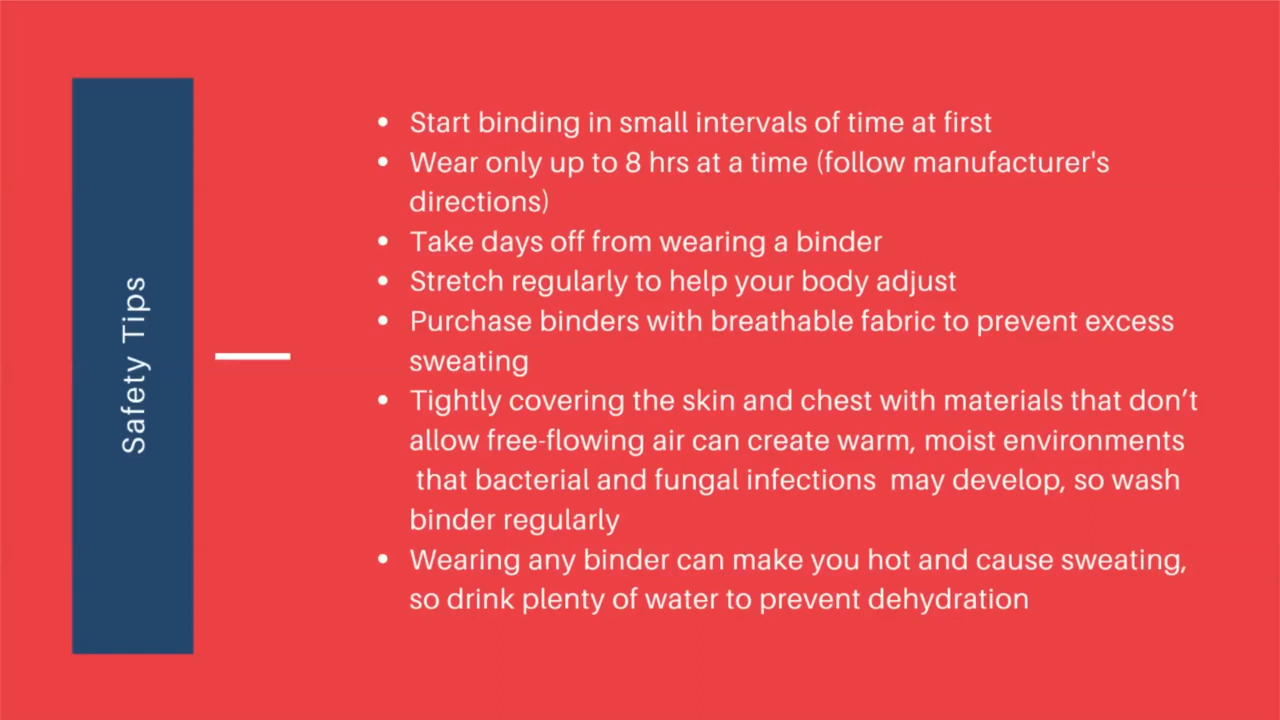 Safety Tips
• Start binding in small intervals of time at first
• Wear only up to 8 hrs at a time (follow manufacturer's
directions)
• Take days off from wearing a binder
• Stretch regularly to help your body adjust
• Purchase binders with breathable fabric to prevent excess
sweating
• Tightly covering the skin and chest with materials that don’t
allow free-flowing air can create warm, moist environments
that bacterial and fungal infections  may develop, so wash
binder regularly
• Wearing any binder can make you hot and cause sweating,
so drink plenty of water to prevent dehydration